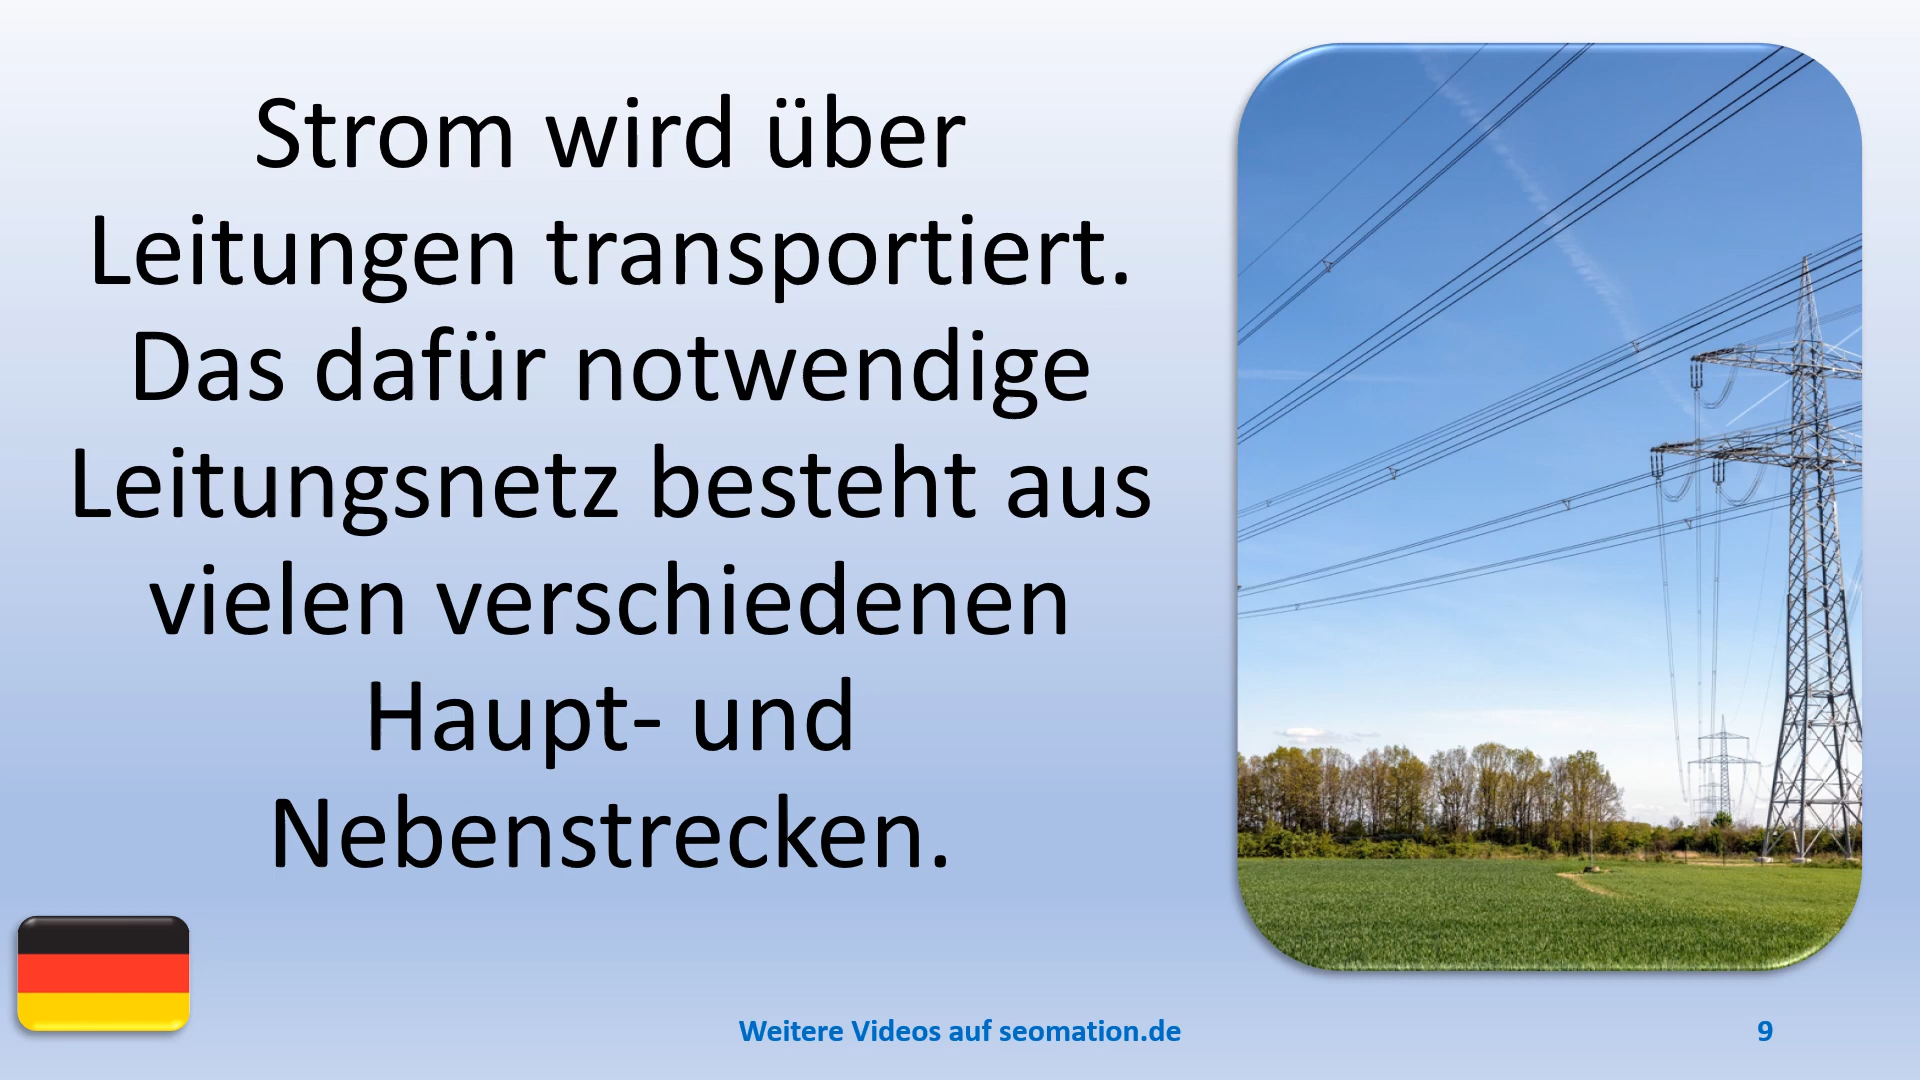 Strom wird über
Leitungen transportiert.
Das dafür notwendige
Leitungsnetz besteht aus
vielen verschiedenen
Haupt- und
Nebenstrecken.
Weitere Videos auf seomation.de
9